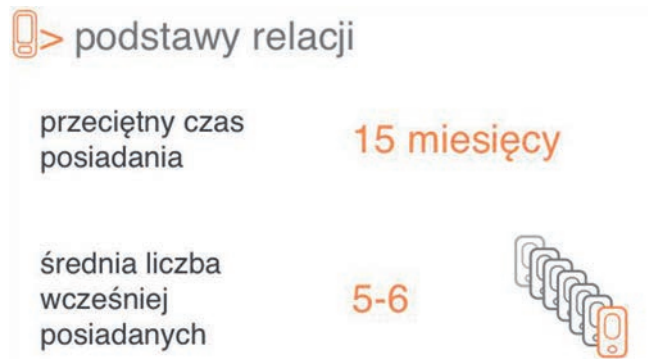 > podstawy relacji
przeciętny czas
posiadania
15 miesięcy
średnia liczba
wcześniej
posiadanych
5-6